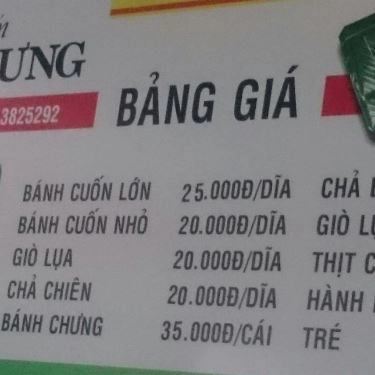 ƯNG
3825292
BẢNG GIÁ
BÁNH CUỐN LỚN 25.000Đ/DĨA CHẢ
BÁNH CUỐN NHỎ 20.000Đ/DĨA GIÒ
GIÒ LỤA 20.000Đ/DĨA THỊT
CHẢ CHIÊN 20.000Đ/DĨA HÀNH
BÁNH CHƯNG 35.000Đ/CÁI TRÉ